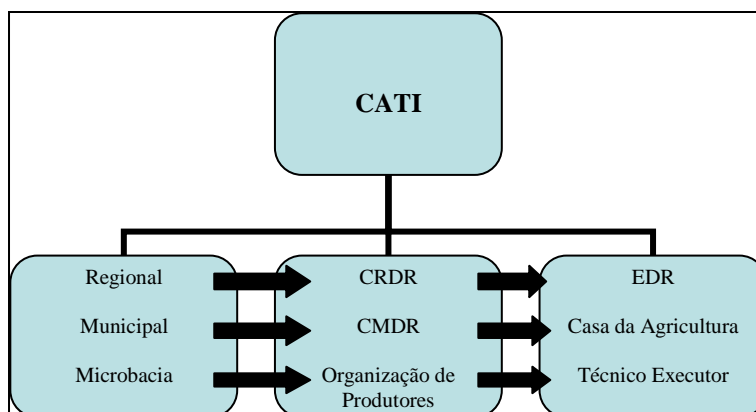 CATI
Regional
CRDR
EDR
Municipal
CMDR
Casa da Agricultura
Microbacia
Organização de
Produtores
Técnico Executor